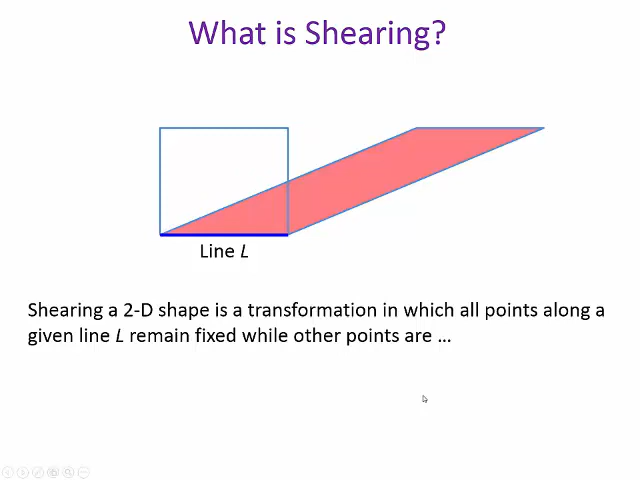 What is Shearing?
Line L
Shearing a 2-D shape is a transformation in which all points along a
given line L remain fixed while other points are ...